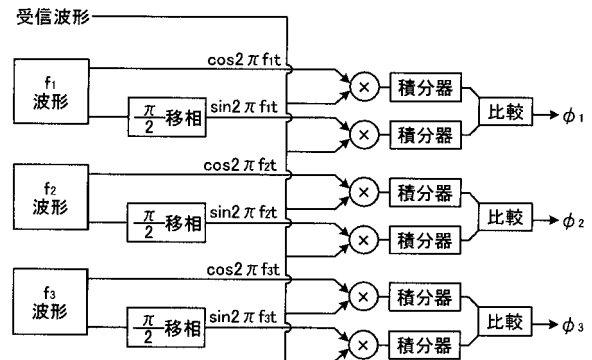 受信波形
cos2πf₁t
f₁
波形
積分器
π/2 移相
sin2πf₁t
積分器
比較
φ₁
cos2πf₂t
f₂
波形
積分器
π/2 移相
sin2πf₂t
積分器
比較
φ₂
cos2πf₃t
f₃
波形
積分器
π/2 移相
sin2πf₃t
積分器
比較
φ₃